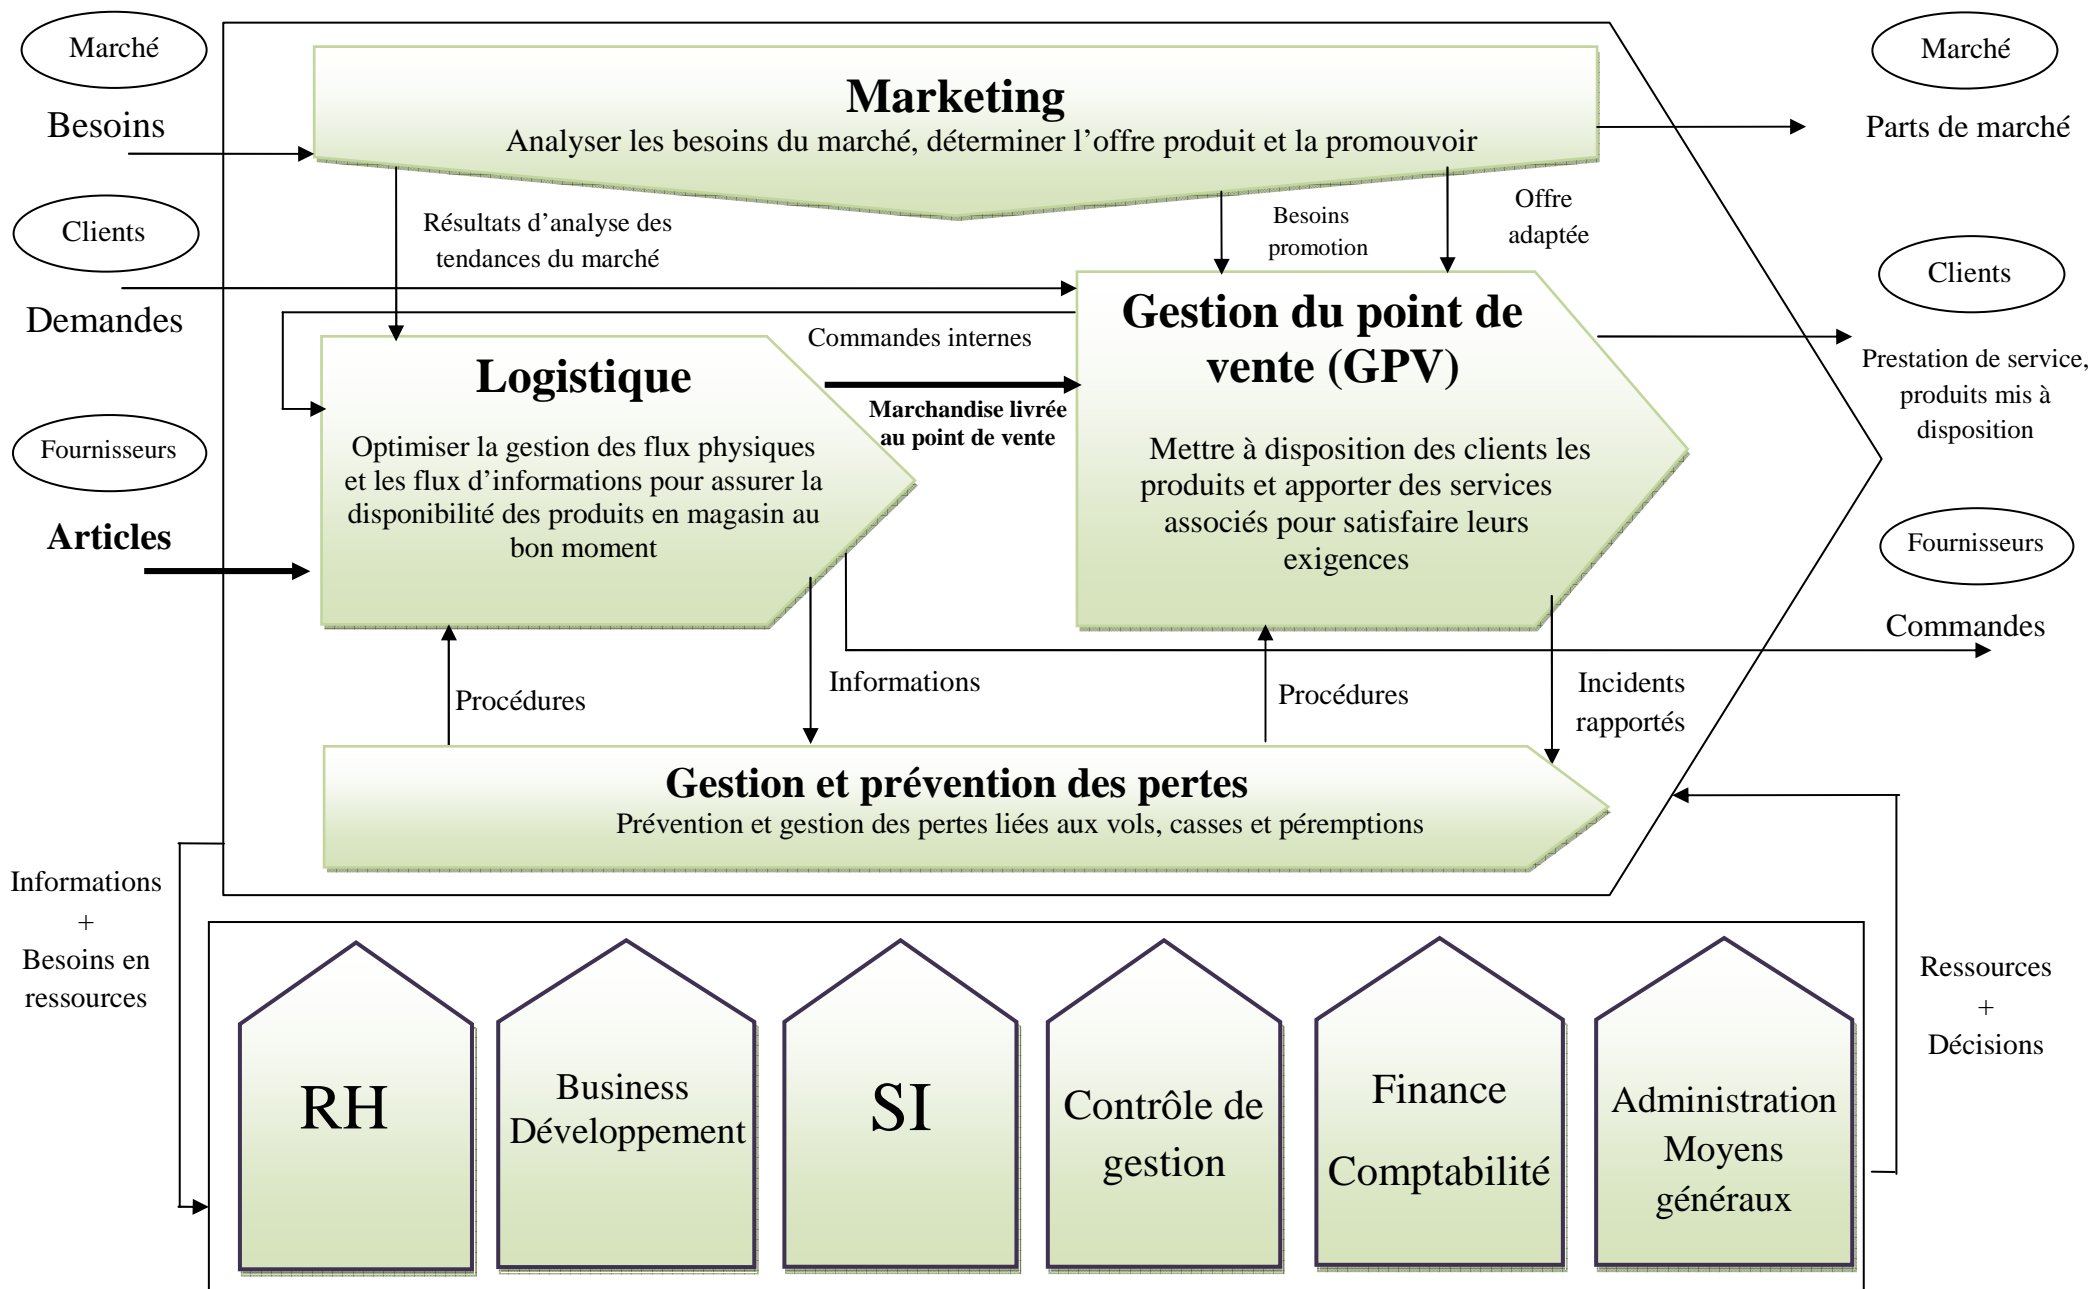 Marché
Besoins
Clients
Demandes
Fournisseurs
Articles
Marketing
Analyser les besoins du marché, déterminer l’offre produit et la promouvoir
Résultats d’analyse des
tendances du marché
Besoins
promotion
Offre
adaptée
Commandes internes
Logistique
Optimiser la gestion des flux physiques
et les flux d’informations pour assurer la
disponibilité des produits en magasin au
bon moment
Marchandise livrée
au point de vente
Gestion du point de
vente (GPV)
Mettre à disposition des clients les
produits et apporter des services
associés pour satisfaire leurs
exigences
Marché
Parts de marché
Clients
Prestation de service,
produits mis à
disposition
Fournisseurs
Commandes
Procédures
Informations
Procédures
Incidents
rapportés
Gestion et prévention des pertes
Prévention et gestion des pertes liées aux vols, casses et péremptions
Informations
+
Besoins en
ressources
Ressources
+
Décisions
RH
Business
Développement
SI
Contrôle de
gestion
Finance
Comptabilité
Administration
Moyens
généraux